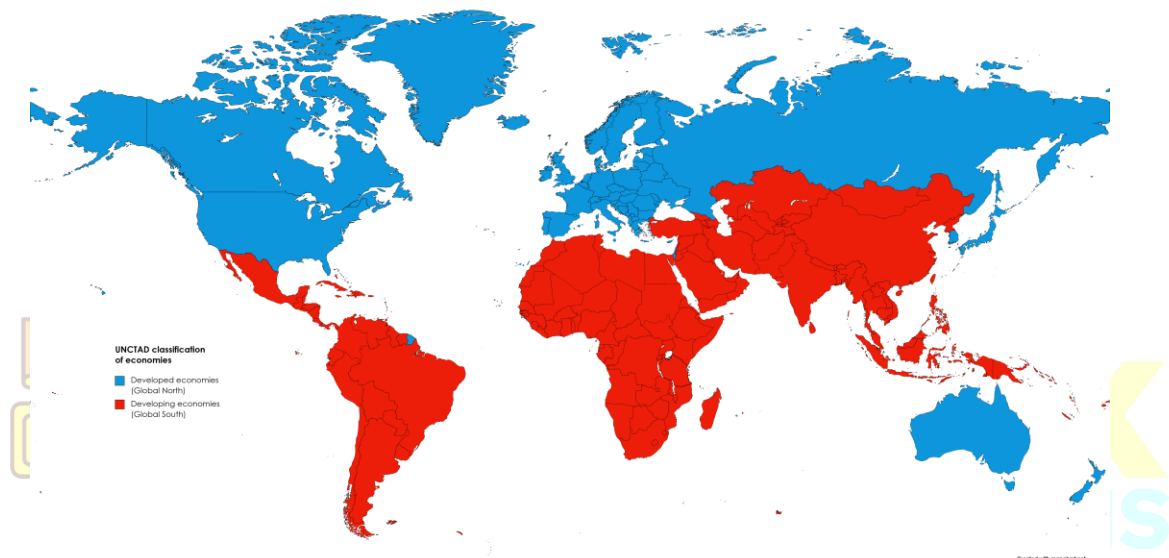 UNCTAD classification
of economies
Developed economies
(Global North)
Developing economies
(Global South)